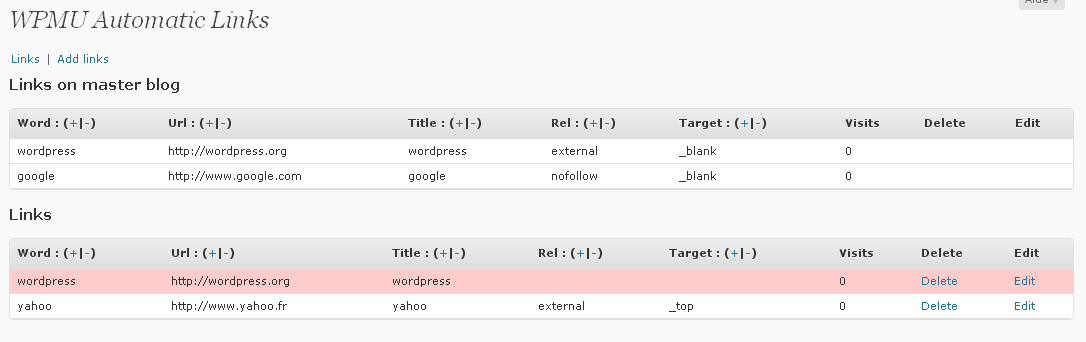 Aide
WPMU Automatic Links
Links | Add links
Links on master blog
Word : (+|-) Url : (+|-) Title : (+|-) Rel : (+|-) Target : (+|-) Visits Delete Edit
wordpress http://wordpress.org wordpress external _blank 0
google http://www.google.com google nofollow _blank 0
Links
Word : (+|-) Url : (+|-) Title : (+|-) Rel : (+|-) Target : (+|-) Visits Delete Edit
wordpress http://wordpress.org wordpress 0 Delete Edit
yahoo http://www.yahoo.fr yahoo external _top 0 Delete Edit